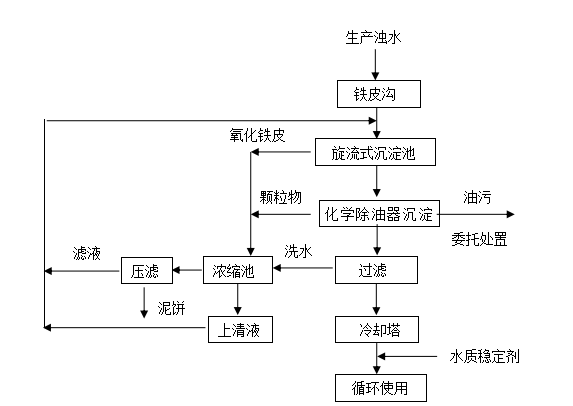 生产浊水
铁皮沟
氧化铁皮
旋流式沉淀池
颗粒物
化学除油器沉淀
油污
委托处置
滤液
压滤
浓缩池
洗水
过滤
泥饼
上清液
冷却塔
水质稳定剂
循环使用